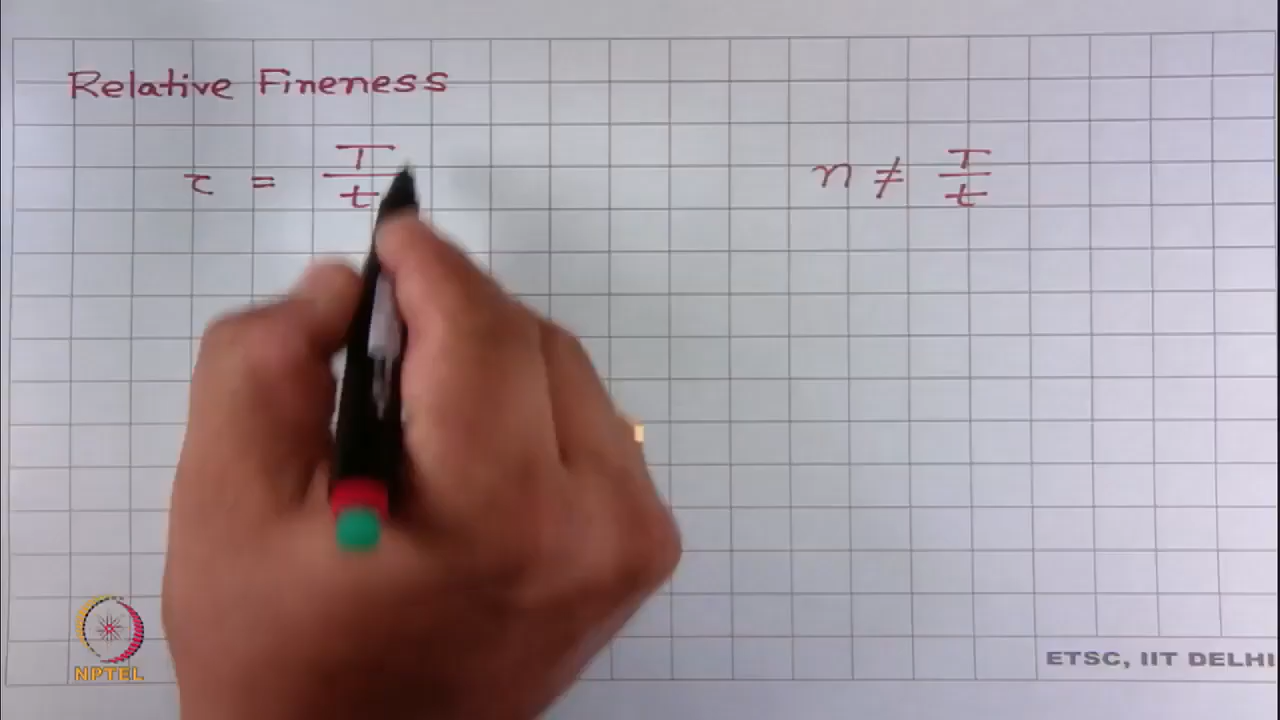 Relative Fineness
τ = T/t
n ≠ T/t
NPTEL
ETSC, IIT DELHI